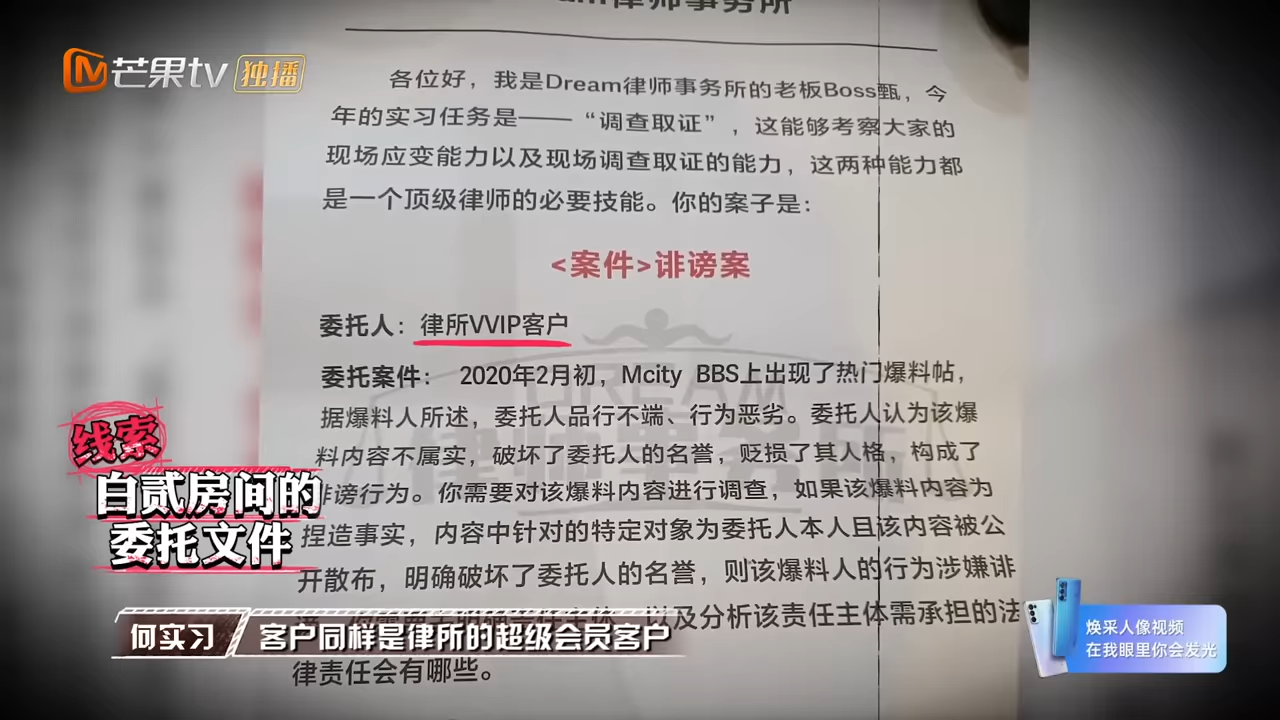 am律师事务所
芒果tv 独播
各位好，我是Dream律师事务所的老板Boss甄，今
年的实习任务是——“调查取证”，这能够考察大家的
现场应变能力以及现场调查取证的能力，这两种能力都
是一个顶级律师的必要技能。你的案子是：
<案件>诽谤案
委托人：律所VVIP客户
委托案件： 2020年2月初，Mcity BBS上出现了热门爆料帖，
据爆料人所述，委托人品行不端、行为恶劣。委托人认为该爆
料内容不属实，破坏了委托人的名誉，贬损了其人格，构成了
诽谤行为。你需要对该爆料内容进行调查，如果该爆料内容为
捏造事实，内容中针对的特定对象为委托人本人且该内容被公
开散布，明确破坏了委托人的名誉，则该爆料人的行为涉嫌诽
以及分析该责任主体需承担的法
律责任会有哪些。
DREAM
律师事务所
线索
白贰房间的
委托文件
何实习 客户同样是律所的超级会员客户
焕采人像视频
在我眼里你会发光